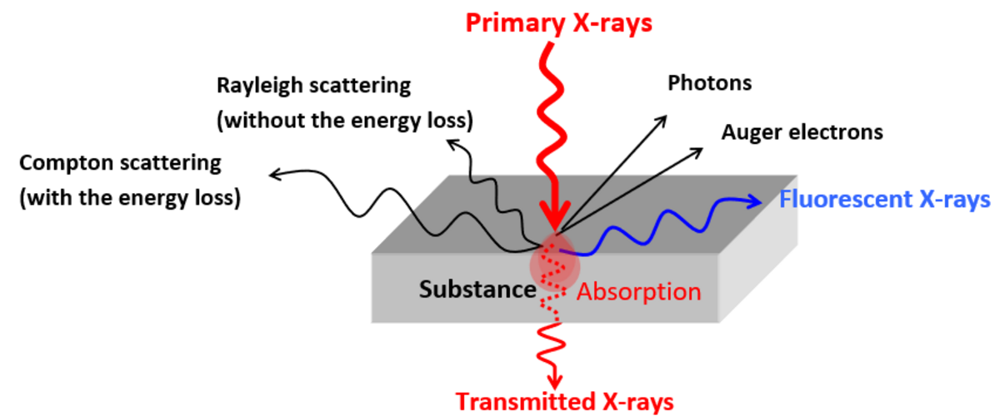 Primary X-rays
Rayleigh scattering
(without the energy loss)
Photons
Auger electrons
Compton scattering
(with the energy loss)
Fluorescent X-rays
Substance
Absorption
Transmitted X-rays